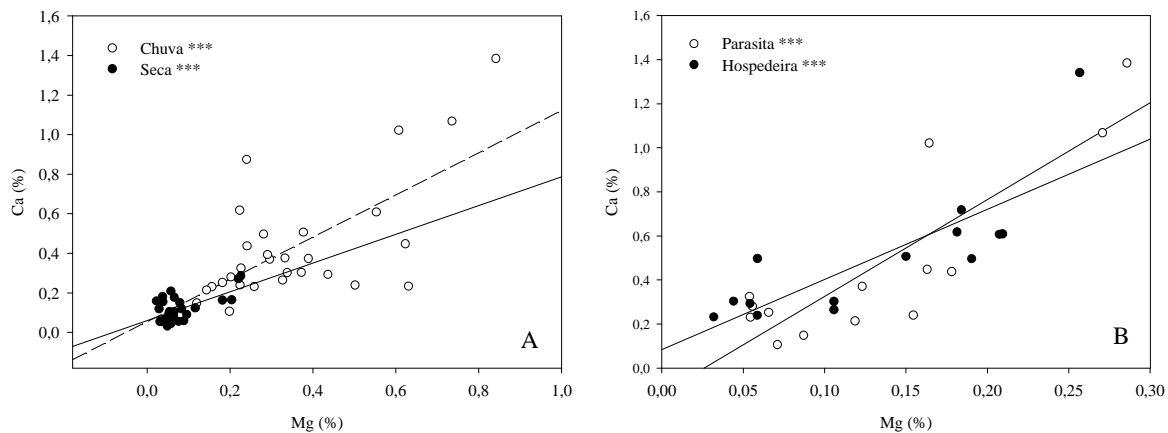 1,6
1,4
1,2
1,0
0,8
0,6
0,4
0,2
0,0
Ca (%)
Chuva ***
Seca ***
A
0,0 0,2 0,4 0,6 0,8 1,0
Mg (%)
1,6
1,4
1,2
1,0
0,8
0,6
0,4
0,2
0,0
Ca (%)
Parasita ***
Hospedeira ***
B
0,00 0,05 0,10 0,15 0,20 0,25 0,30
Mg (%)